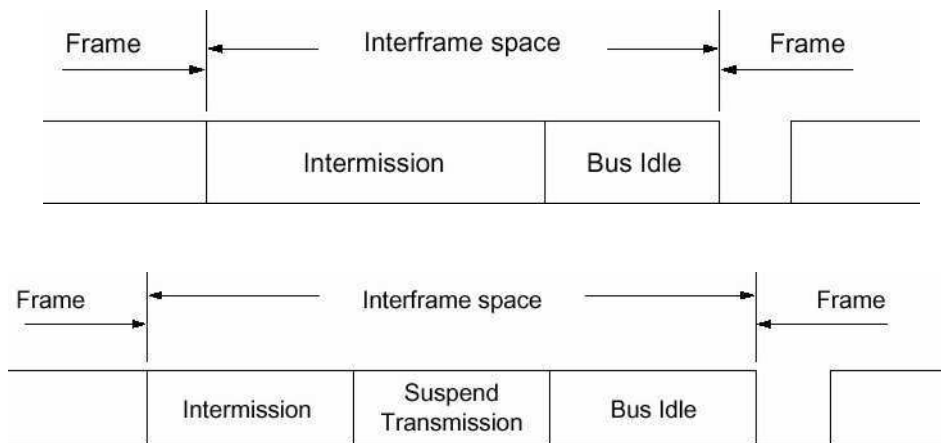 Frame
Interframe space
Frame
Intermission
Bus Idle
Frame
Interframe space
Frame
Intermission
Suspend
Transmission
Bus Idle